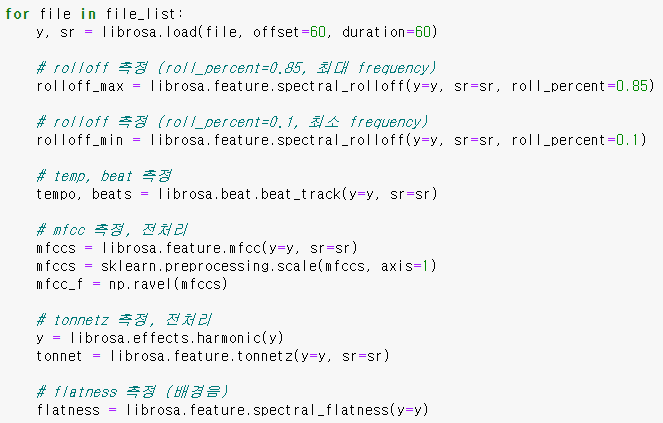 for file in file_list:
    y, sr = librosa.load(file, offset=60, duration=60)
    # rolloff 측정 (roll_percent=0.85, 최대 frequency)
    rolloff_max = librosa.feature.spectral_rolloff(y=y, sr=sr, roll_percent=0.85)
    # rolloff 측정 (roll_percent=0.1, 최소 frequency)
    rolloff_min = librosa.feature.spectral_rolloff(y=y, sr=sr, roll_percent=0.1)
    # temp, beat 측정
    tempo, beats = librosa.beat.beat_track(y=y, sr=sr)
    # mfcc 측정, 전처리
    mfccs = librosa.feature.mfcc(y=y, sr=sr)
    mfccs = sklearn.preprocessing.scale(mfccs, axis=1)
    mfcc_f = np.ravel(mfccs)
    # tonnetz 측정, 전처리
    y = librosa.effects.harmonic(y)
    tonnet = librosa.feature.tonnetz(y=y, sr=sr)
    # flatness 측정 (배경음)
    flatness = librosa.feature.spectral_flatness(y=y)